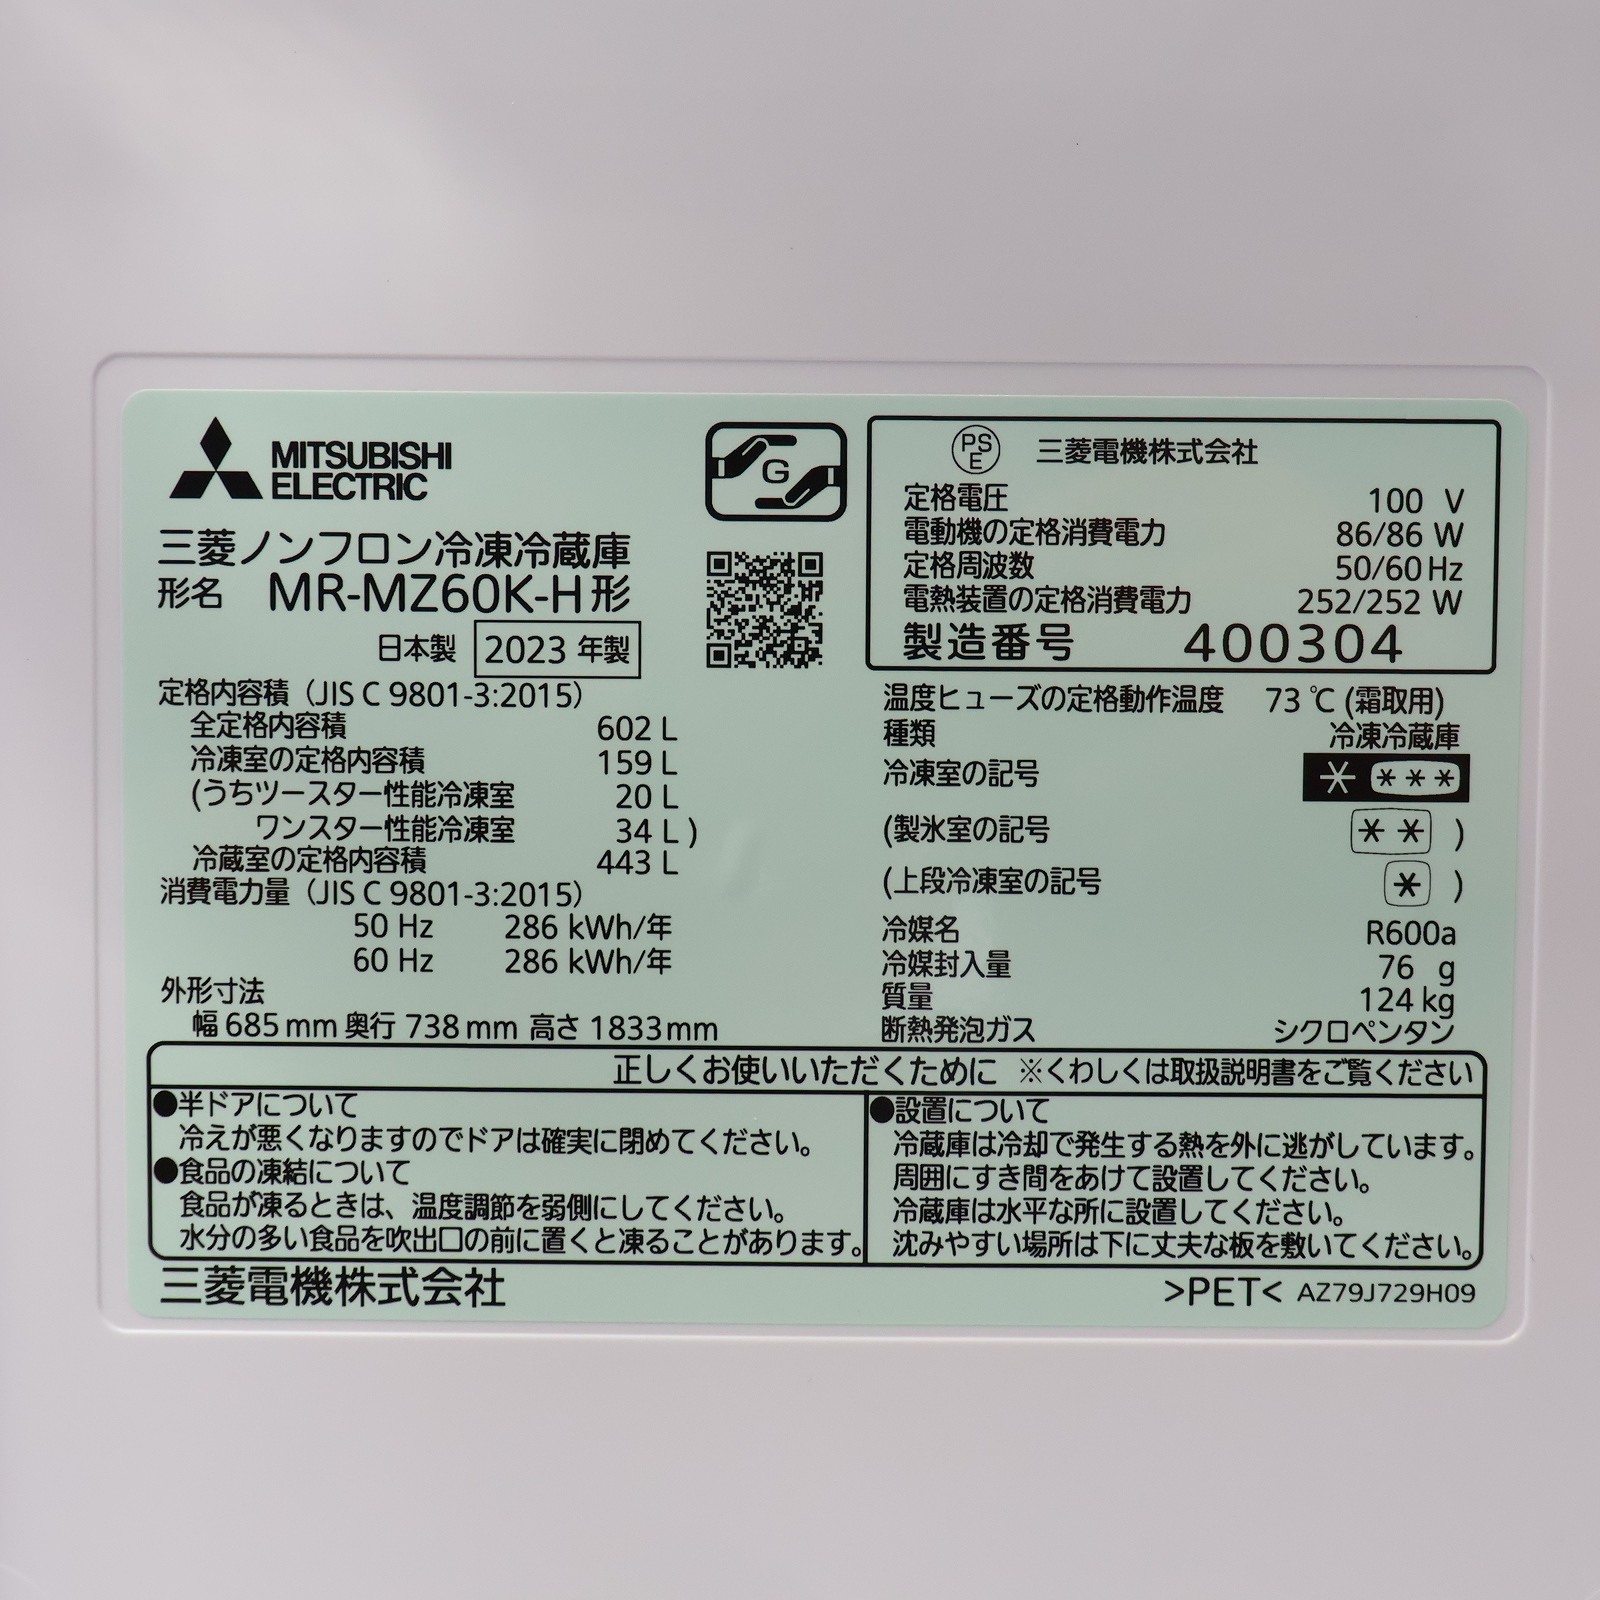 MITSUBISHI
ELECTRIC
G
三菱ノンフロン冷凍冷蔵庫
形名 MR-MZ60K-H形
日本製 2023 年製
定格内容積（JIS C 9801-3:2015）
全定格内容積 602 L
冷凍室の定格内容積 159 L
(うちツースター性能冷凍室 20 L
ワンスター性能冷凍室 34 L )
冷蔵室の定格内容積 443 L
消費電力量（JIS C 9801-3:2015）
50 Hz 286 kWh/年
60 Hz 286 kWh/年
外形寸法
幅 685 mm 奥行 738 mm 高さ 1833 mm
PS
E
三菱電機株式会社
定格電圧 100 V
電動機の定格消費電力 86/86 W
定格周波数 50/60 Hz
電熱装置の定格消費電力 252/252 W
製造番号 400304
温度ヒューズの定格動作温度 73 ℃ (霜取用)
種類 冷凍冷蔵庫
冷凍室の記号 * ***
(製氷室の記号 ** )
(上段冷凍室の記号 * )
冷媒名 R600a
冷媒封入量 76 g
質量 124 kg
断熱発泡ガス シクロペンタン
正しくお使いいただくために ※くわしくは取扱説明書をご覧ください
●半ドアについて
冷えが悪くなりますのでドアは確実に閉めてください。
●食品の凍結について
食品が凍るときは、温度調節を弱側にしてください。
水分の多い食品を吹出口の前に置くと凍ることがあります。
●設置について
冷蔵庫は冷却で発生する熱を外に逃がしています。
周囲にすき間をあけて設置してください。
冷蔵庫は水平な所に設置してください。
沈みやすい場所は下に丈夫な板を敷いてください。
三菱電機株式会社
>PET< AZ79J729H09